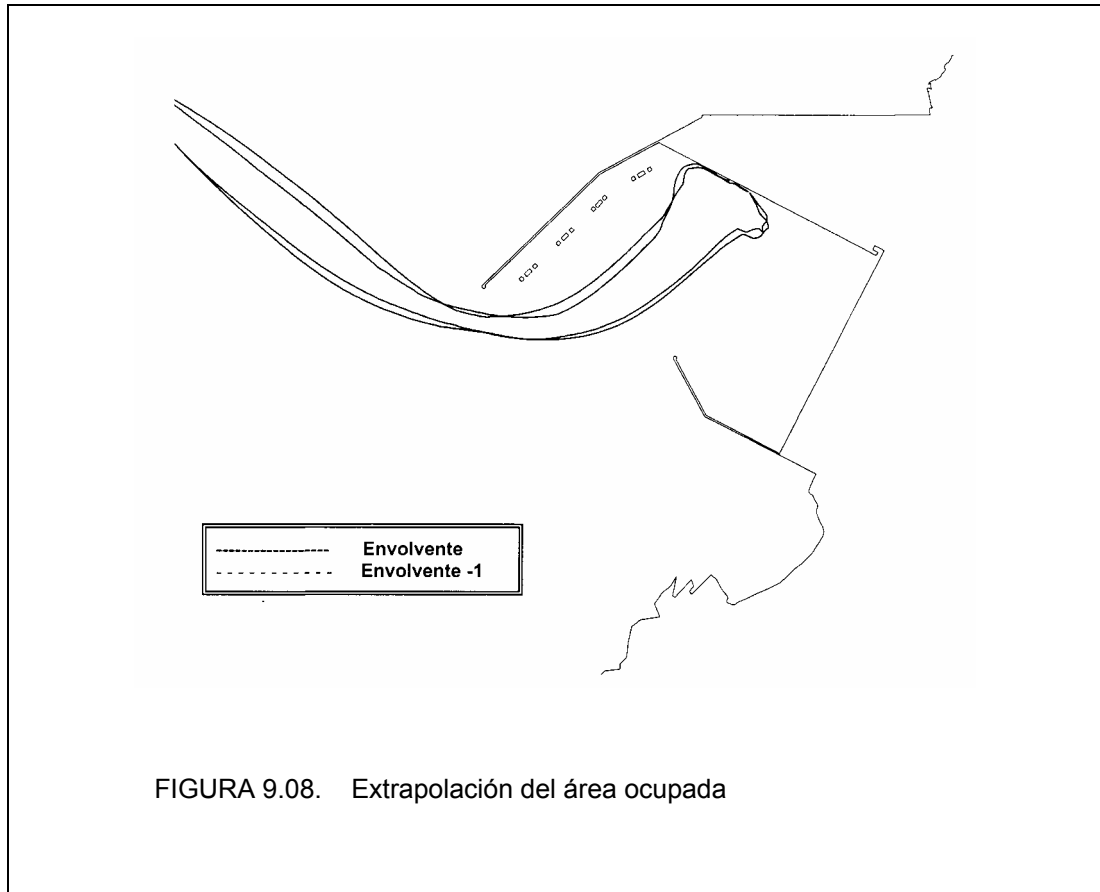 Envolvente
Envolvente -1
FIGURA 9.08. Extrapolación del área ocupada